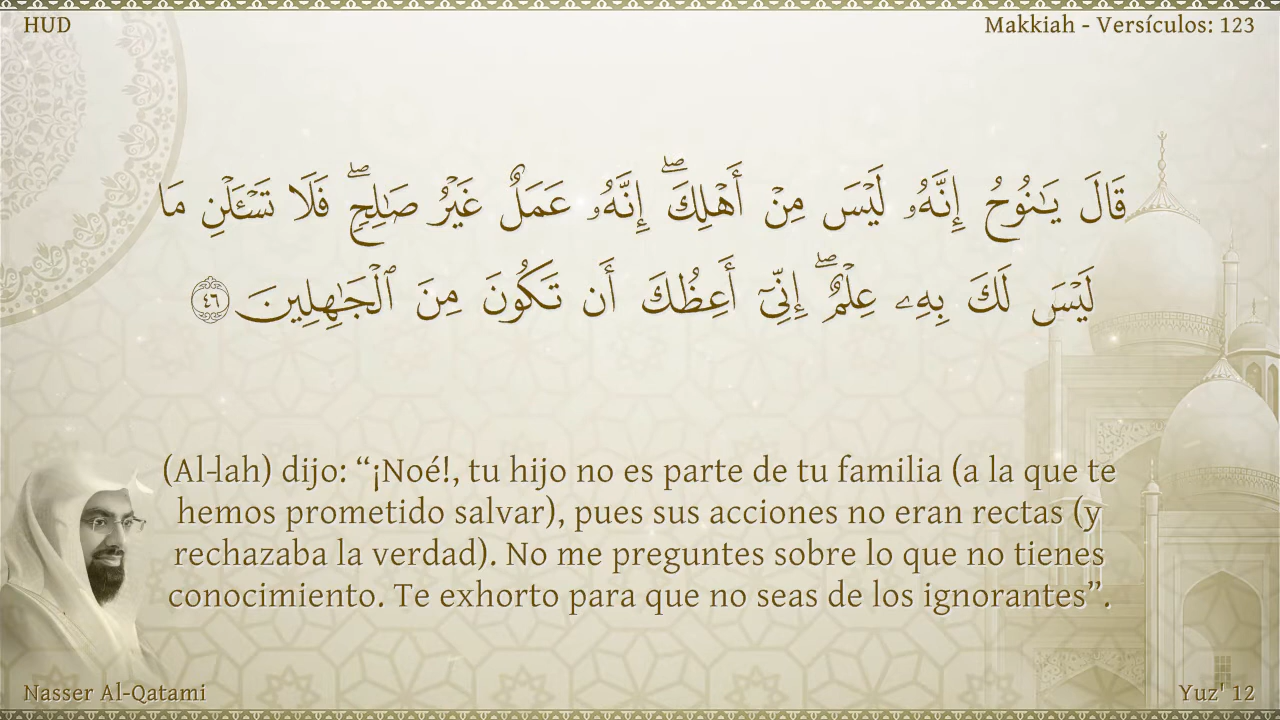 HUD
Makkiah - Versículos: 123
قَالَ يَـٰنُوحُ إِنَّهُۥ لَيْسَ مِنْ أَهْلِكَ ۖ إِنَّهُۥ عَمَلٌ غَيْرُ صَـٰلِحٍ ۖ فَلَا تَسْـَٔلْنِ مَا
لَيْسَ لَكَ بِهِۦ عِلْمٌ ۖ إِنِّىٓ أَعِظُكَ أَن تَكُونَ مِنَ ٱلْجَـٰهِلِينَ ٤٦
(Al-lah) dijo: “¡Noé!, tu hijo no es parte de tu familia (a la que te
hemos prometido salvar), pues sus acciones no eran rectas (y
rechazaba la verdad). No me preguntes sobre lo que no tienes
conocimiento. Te exhorto para que no seas de los ignorantes”.
Nasser Al-Qatami
Yuz' 12